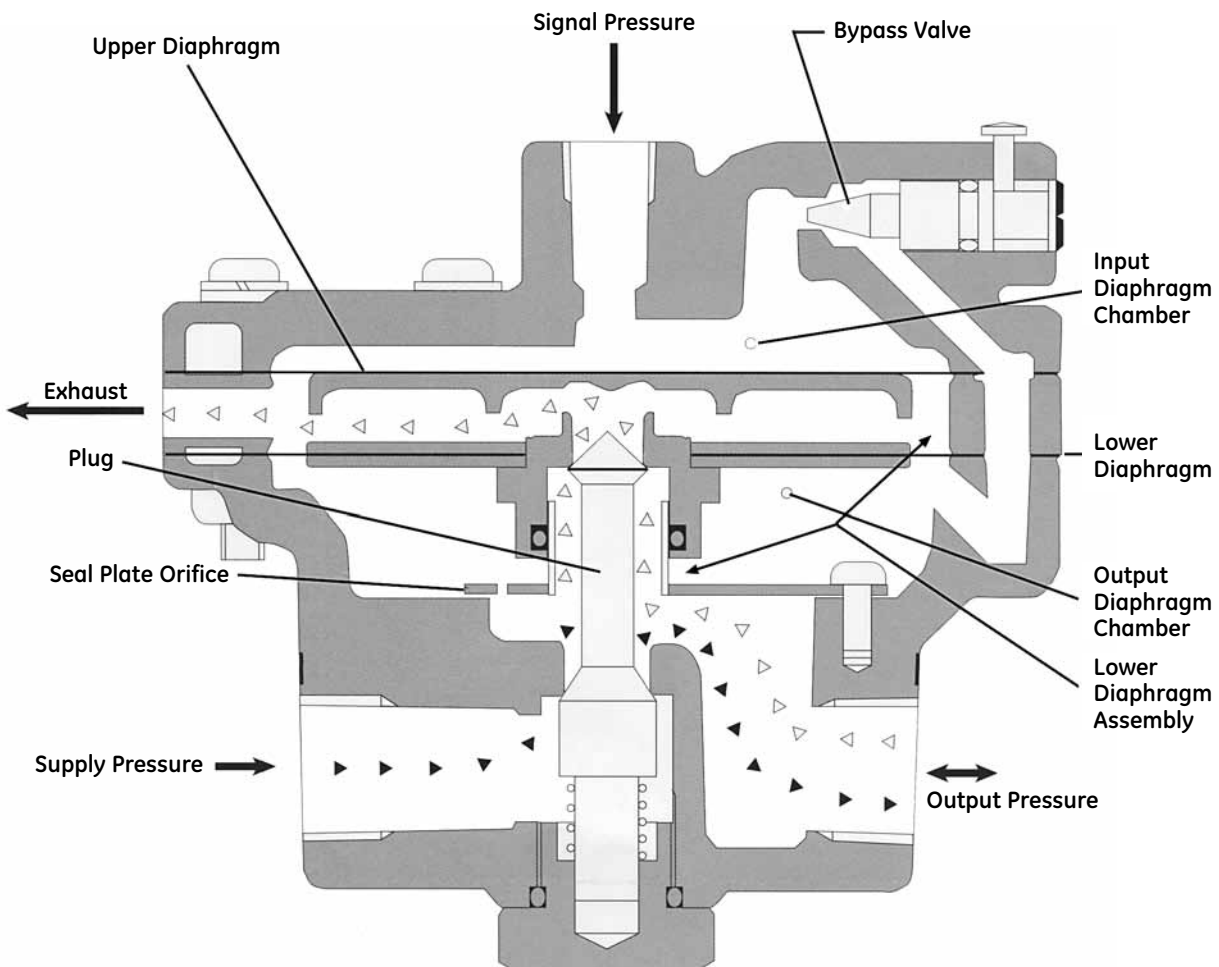 Signal Pressure
Bypass Valve
Upper Diaphragm
Input
Diaphragm
Chamber
Exhaust
Lower
Diaphragm
Plug
Seal Plate Orifice
Output
Diaphragm
Chamber
Lower
Diaphragm
Assembly
Supply Pressure
Output Pressure